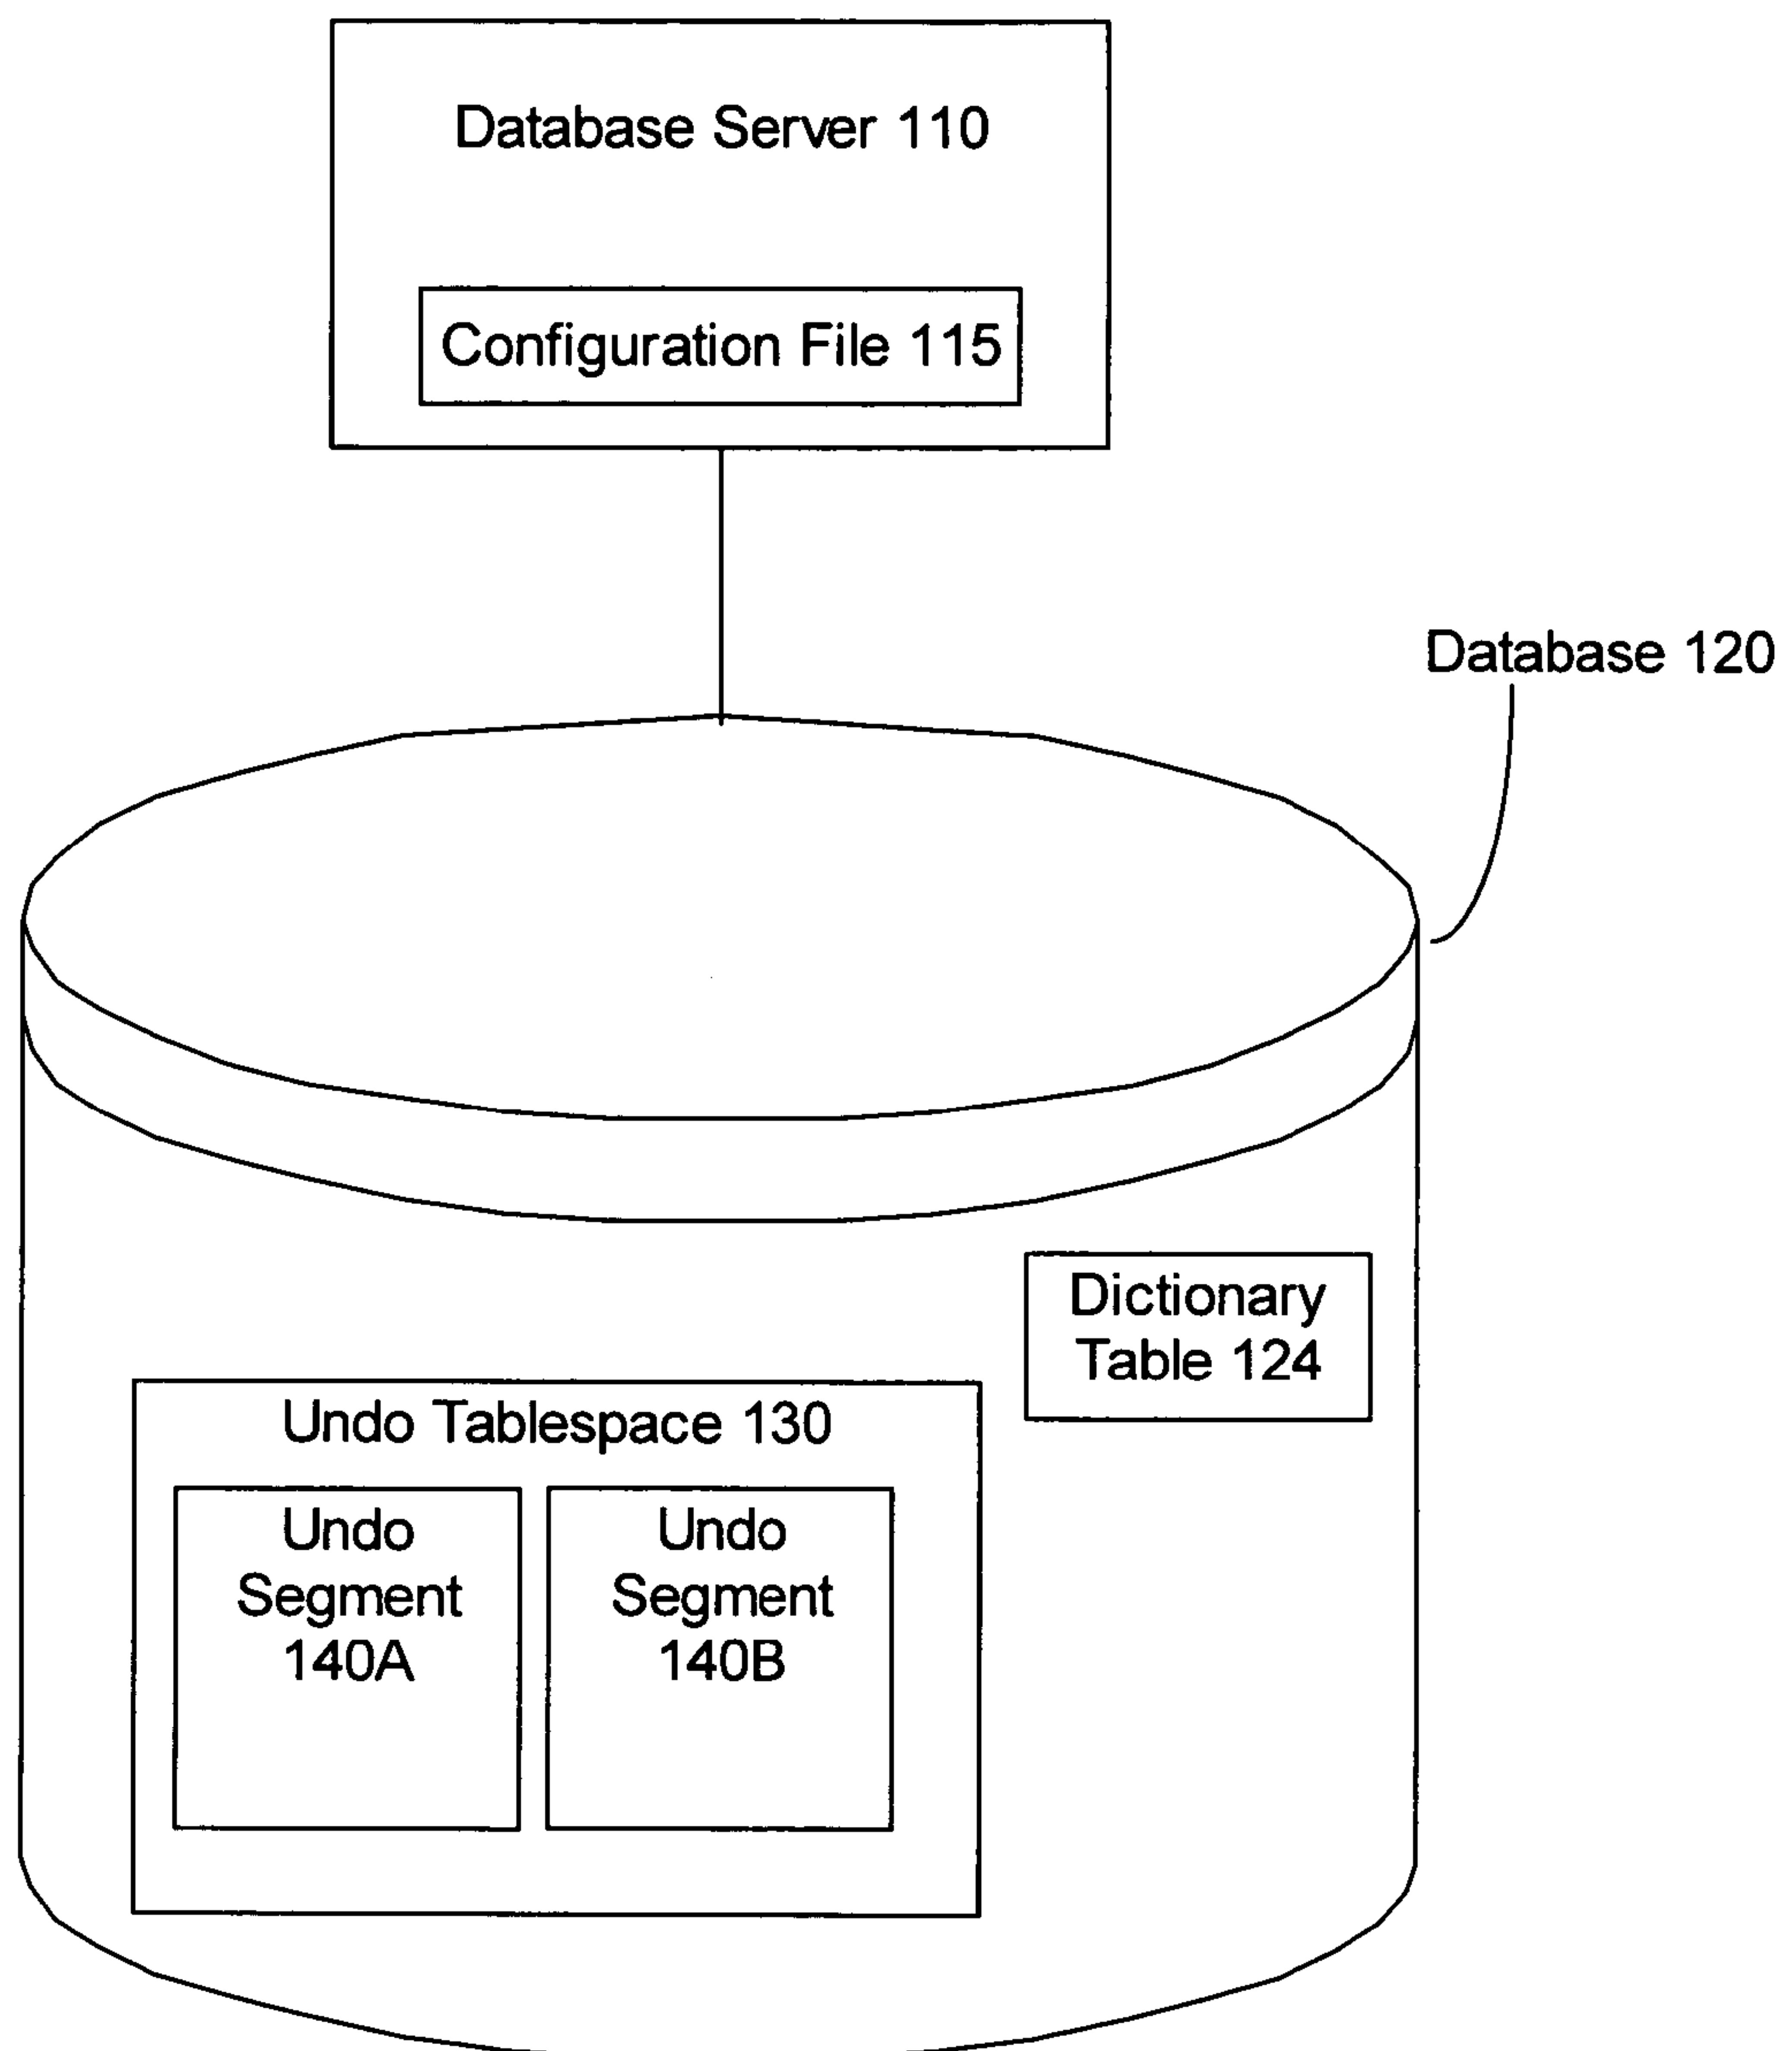 Database Server 110
Configuration File 115
Database 120
Dictionary
Table 124
Undo Tablespace 130
Undo
Segment
140A
Undo
Segment
140B